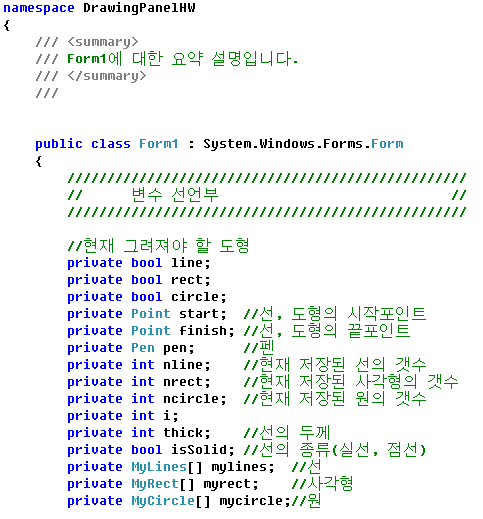 namespace DrawingPanelHW
{
/// <summary>
/// Form1에 대한 요약 설명입니다.
/// </summary>
///
public class Form1 : System.Windows.Forms.Form
{
//////////////////////////////////////////////////
// 변수 선언부 //
//////////////////////////////////////////////////
//현재 그려져야 할 도형
private bool line;
private bool rect;
private bool circle;
private Point start; //선, 도형의 시작포인트
private Point finish; //선, 도형의 끝포인트
private Pen pen; //펜
private int nline; //현재 저장된 선의 갯수
private int nrect; //현재 저장된 사각형의 갯수
private int ncircle; //현재 저장된 원의 갯수
private int i;
private int thick; //선의 두께
private bool isSolid; //선의 종류(실선, 점선)
private MyLines[] mylines; //선
private MyRect[] myrect; //사각형
private MyCircle[] mycircle;//원